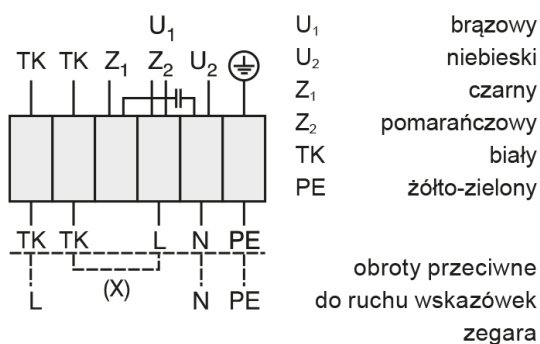 U₁
TK TK Z₁ Z₂ U₂
TK TK L N PE
(X)
L N PE
U₁ brązowy
U₂ niebieski
Z₁ czarny
Z₂ pomarańczowy
TK biały
PE żółto-zielony
obroty przeciwne
do ruchu wskazówek
zegara